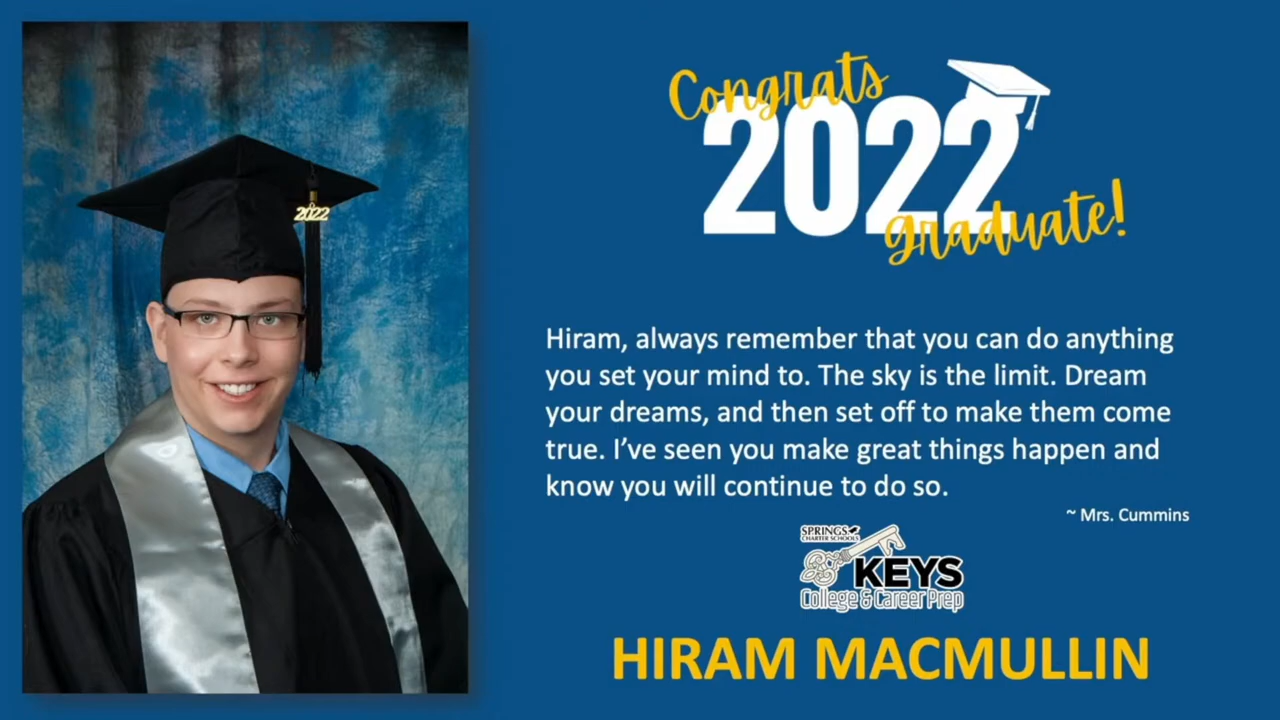 2022
Congrats
2022
graduate!
Hiram, always remember that you can do anything
you set your mind to. The sky is the limit. Dream
your dreams, and then set off to make them come
true. I’ve seen you make great things happen and
know you will continue to do so.
~ Mrs. Cummins
SPRINGS
CHARTER SCHOOLS
KEYS
College & Career Prep
HIRAM MACMULLIN